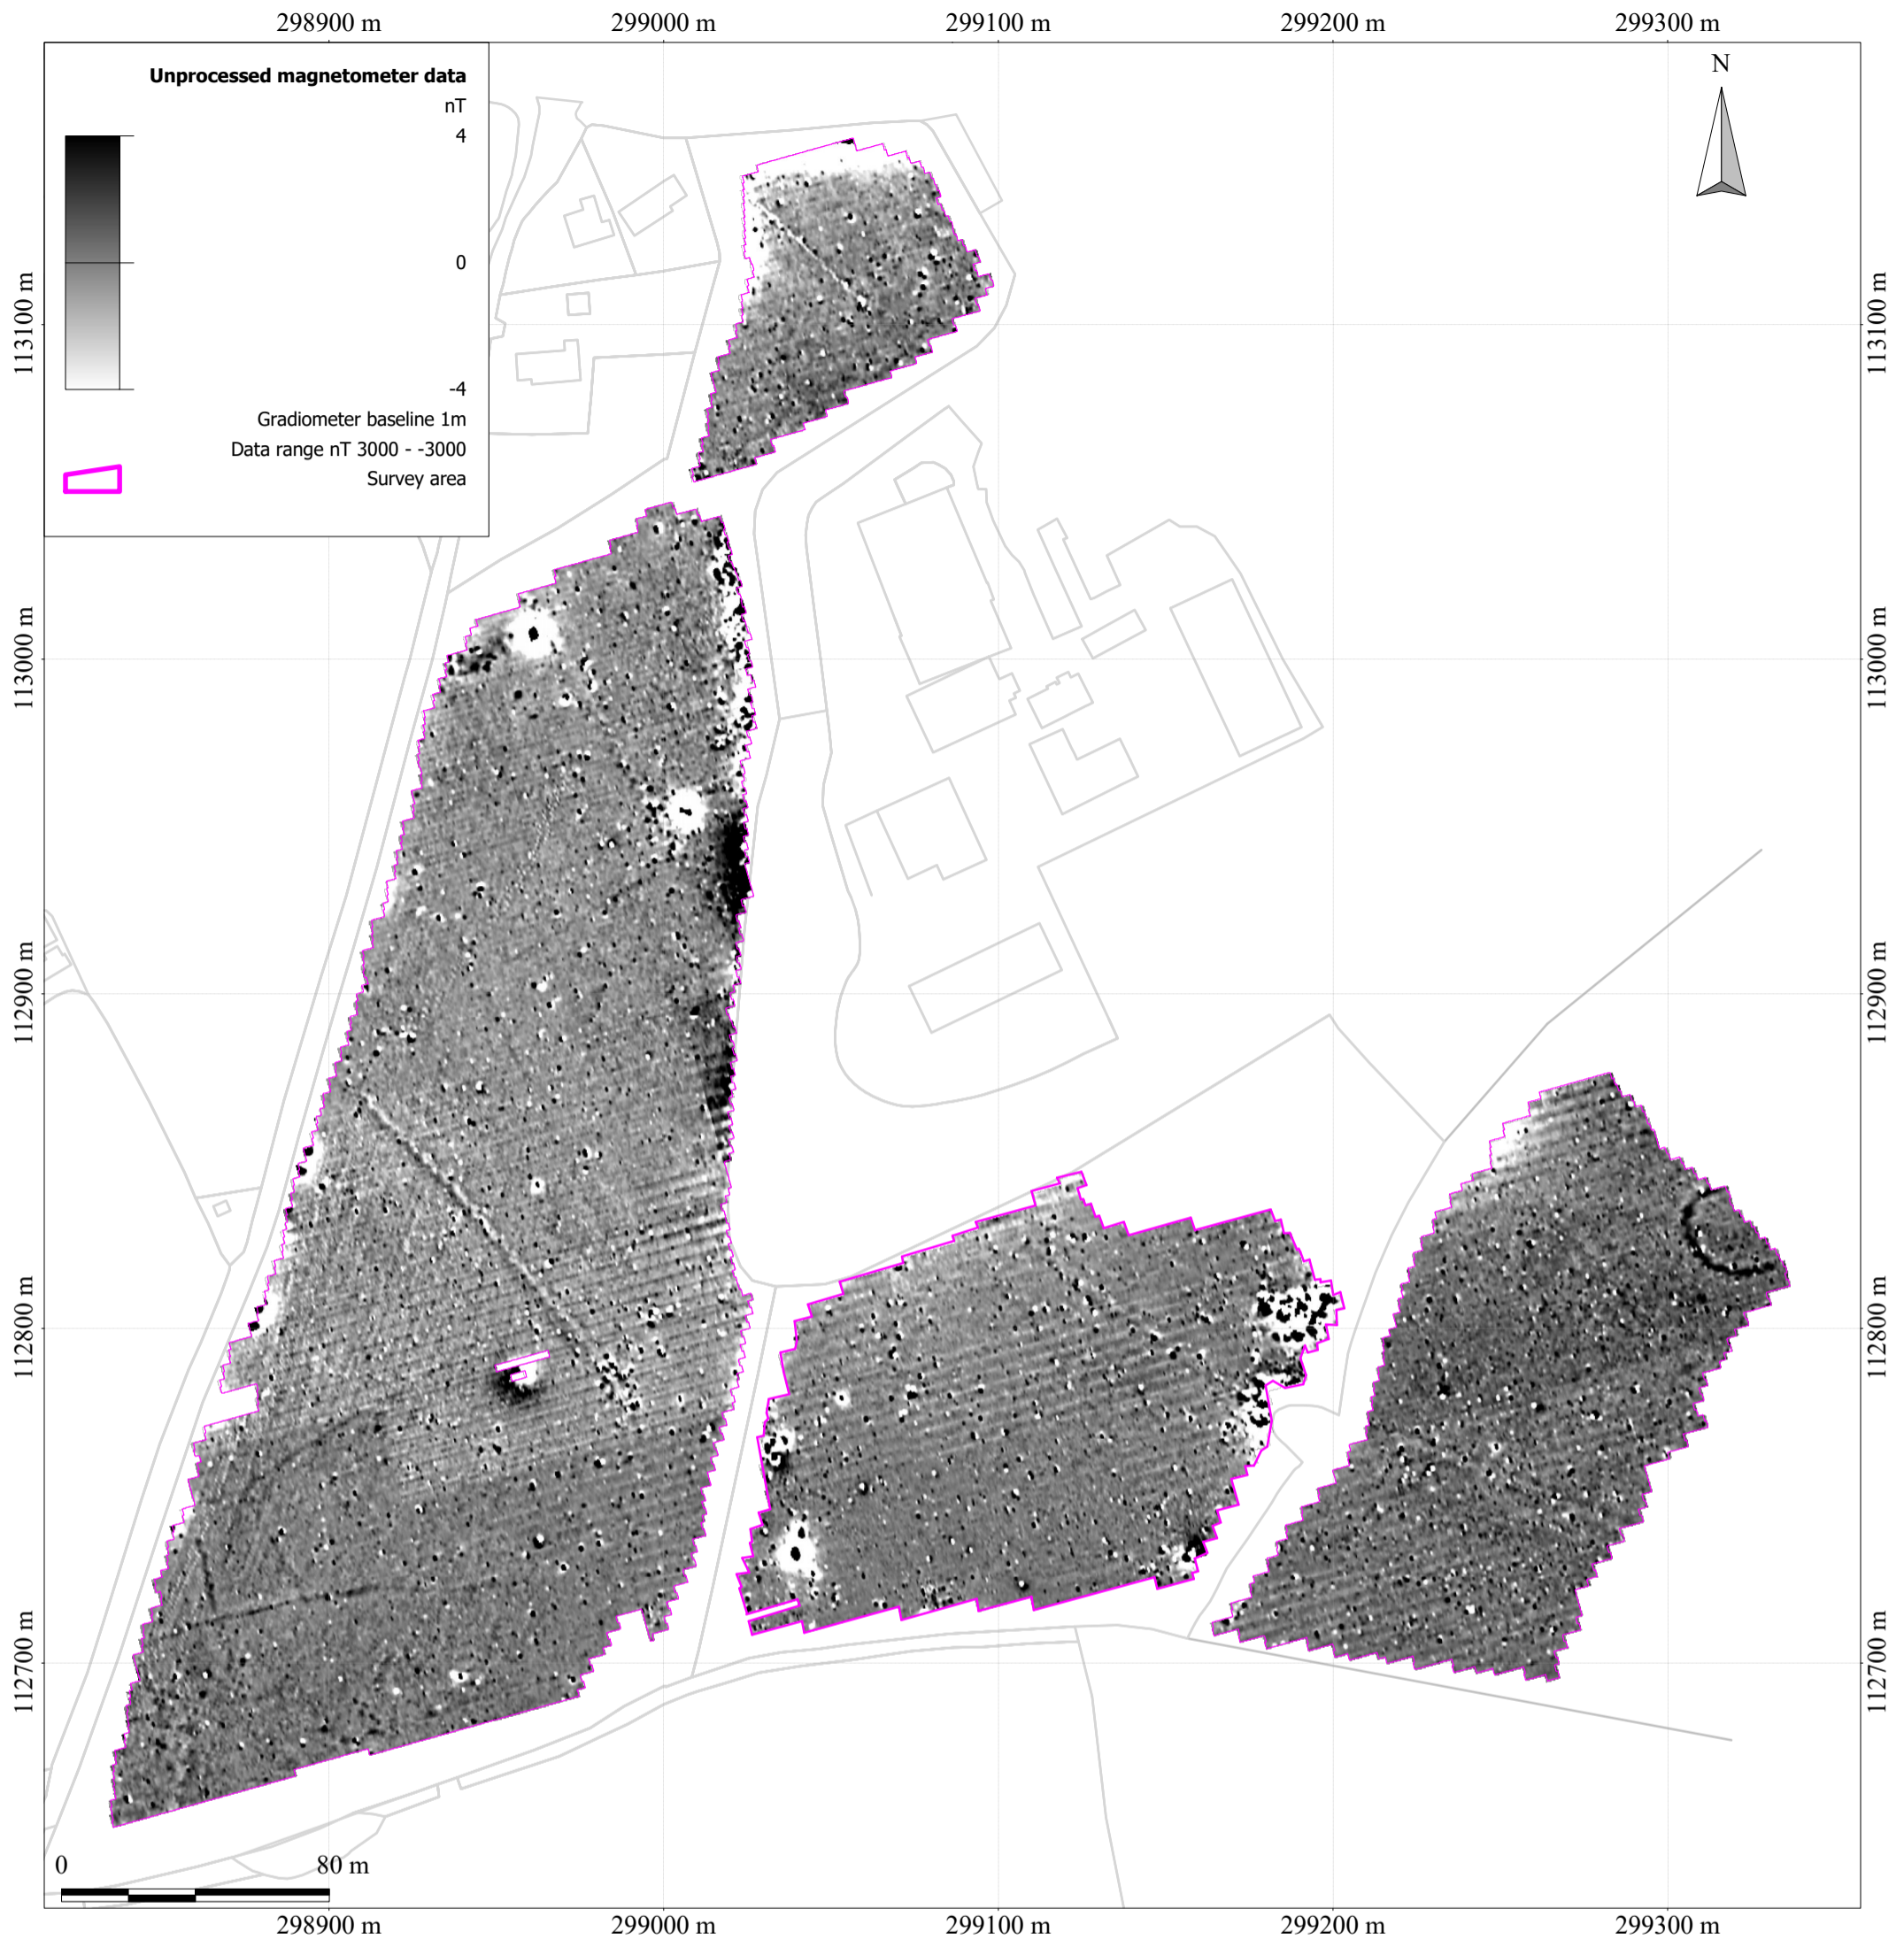 298900 m 299000 m 299100 m 299200 m 299300 m
Unprocessed magnetometer data
nT
4
0
-4
Gradiometer baseline 1m
Data range nT 3000 - -3000
Survey area
N
113100 m
113100 m
113000 m
113000 m
112900 m
112900 m
112800 m
112800 m
112700 m
112700 m
0 80 m
298900 m 299000 m 299100 m 299200 m 299300 m